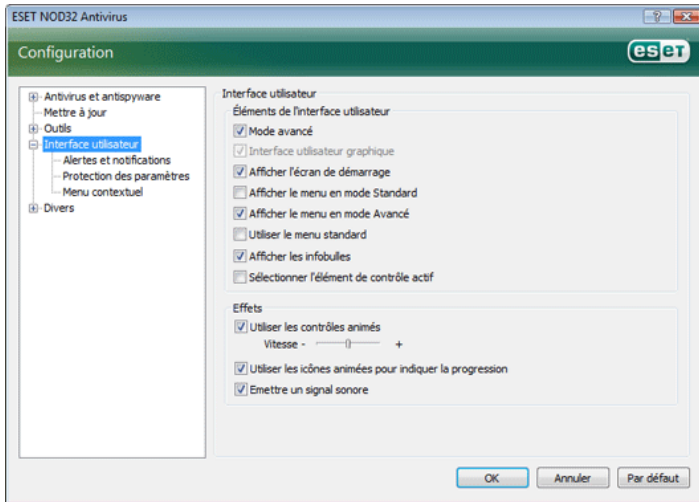 ESET NOD32 Antivirus
Configuration
eseT
Antivirus et antispyware
Mettre à jour
Outils
Interface utilisateur
Alertes et notifications
Protection des paramètres
Menu contextuel
Divers
Interface utilisateur
Éléments de l'interface utilisateur
Mode avancé
Interface utilisateur graphique
Afficher l'écran de démarrage
Afficher le menu en mode Standard
Afficher le menu en mode Avancé
Utiliser le menu standard
Afficher les infobulles
Sélectionner l'élément de contrôle actif
Effets
Utiliser les contrôles animés
Vitesse - +
Utiliser les icônes animées pour indiquer la progression
Emettre un signal sonore
OK Annuler Par défaut